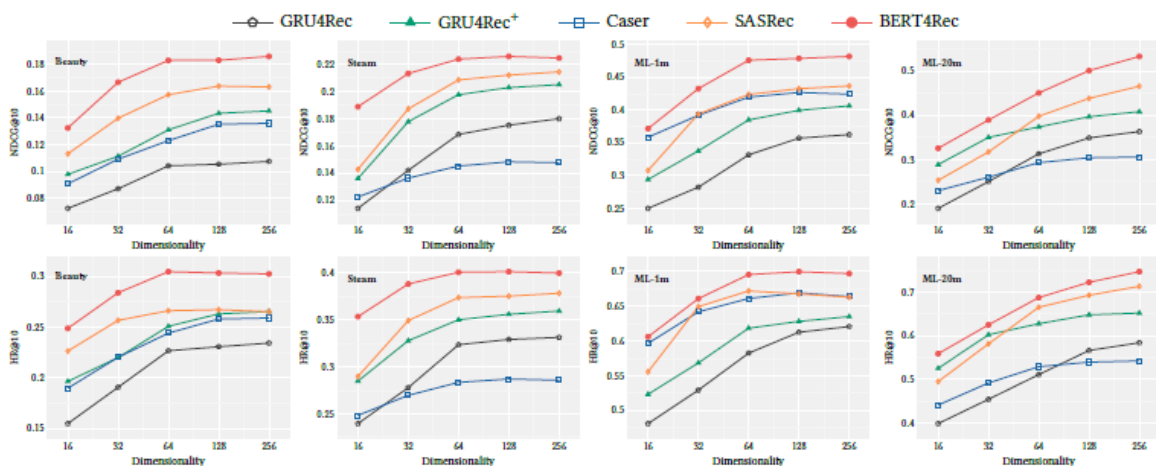 GRU4Rec GRU4Rec+ Caser SASRec BERT4Rec
Beauty
NDCG@10
0.18
0.16
0.14
0.12
0.1
0.08
16 32 64 128 256
Dimensionality
Steam
NDCG@10
0.22
0.2
0.18
0.16
0.14
0.12
16 32 64 128 256
Dimensionality
ML-1m
NDCG@10
0.5
0.45
0.4
0.35
0.3
0.25
16 32 64 128 256
Dimensionality
ML-20m
NDCG@10
0.5
0.4
0.3
0.2
16 32 64 128 256
Dimensionality
Beauty
HR@10
0.3
0.25
0.2
0.15
16 32 64 128 256
Dimensionality
Steam
HR@10
0.4
0.35
0.3
0.25
16 32 64 128 256
Dimensionality
ML-1m
HR@10
0.7
0.65
0.6
0.55
0.5
16 32 64 128 256
Dimensionality
ML-20m
HR@10
0.7
0.6
0.5
0.4
16 32 64 128 256
Dimensionality